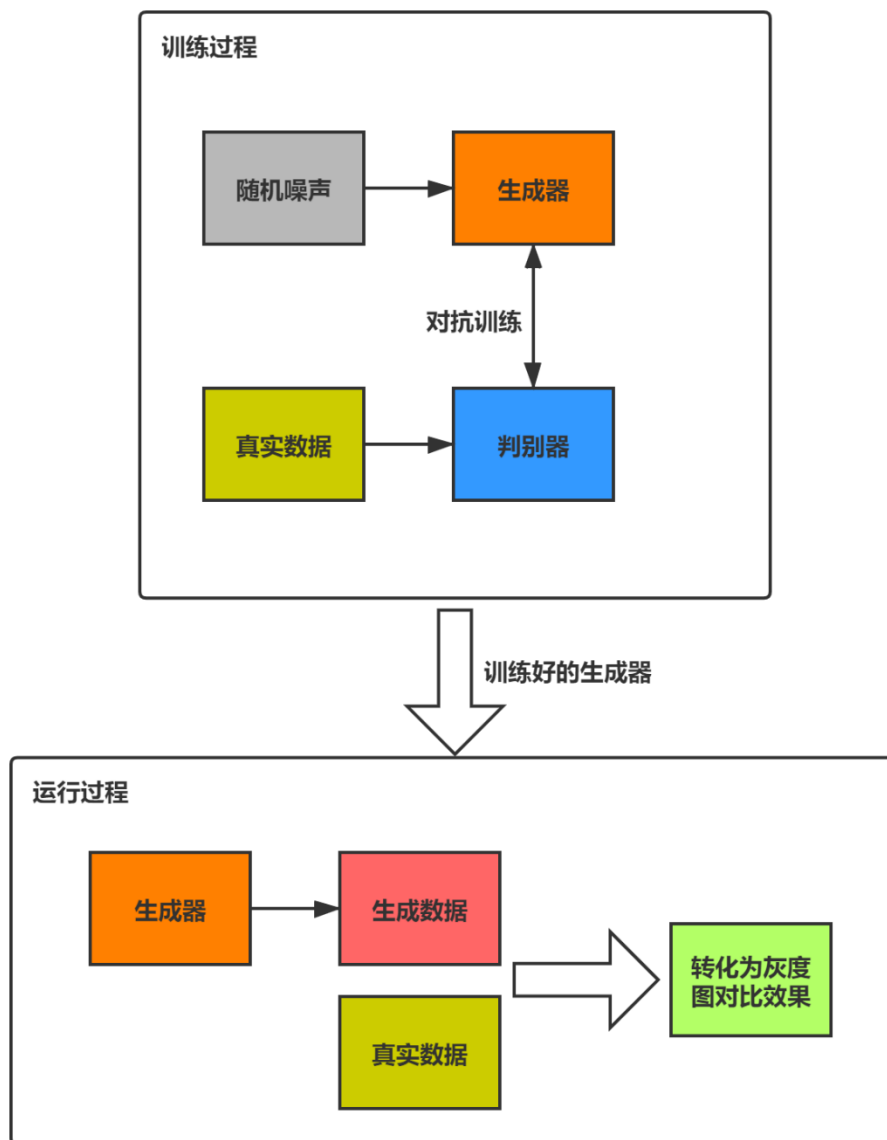 训练过程
随机噪声
生成器
对抗训练
真实数据
判别器
训练好的生成器
运行过程
生成器
生成数据
真实数据
转化为灰度
图对比效果